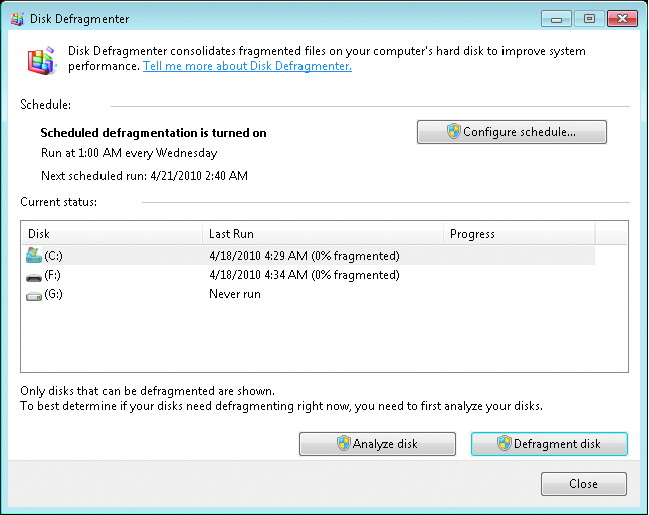 Disk Defragmenter
Disk Defragmenter consolidates fragmented files on your computer's hard disk to improve system
performance. Tell me more about Disk Defragmenter.
Schedule:
Scheduled defragmentation is turned on
Configure schedule...
Run at 1:00 AM every Wednesday
Next scheduled run: 4/21/2010 2:40 AM
Current status:
Disk Last Run Progress
(C:) 4/18/2010 4:29 AM (0% fragmented)
(F:) 4/18/2010 4:34 AM (0% fragmented)
(G:) Never run
Only disks that can be defragmented are shown.
To best determine if your disks need defragmenting right now, you need to first analyze your disks.
Analyze disk Defragment disk
Close